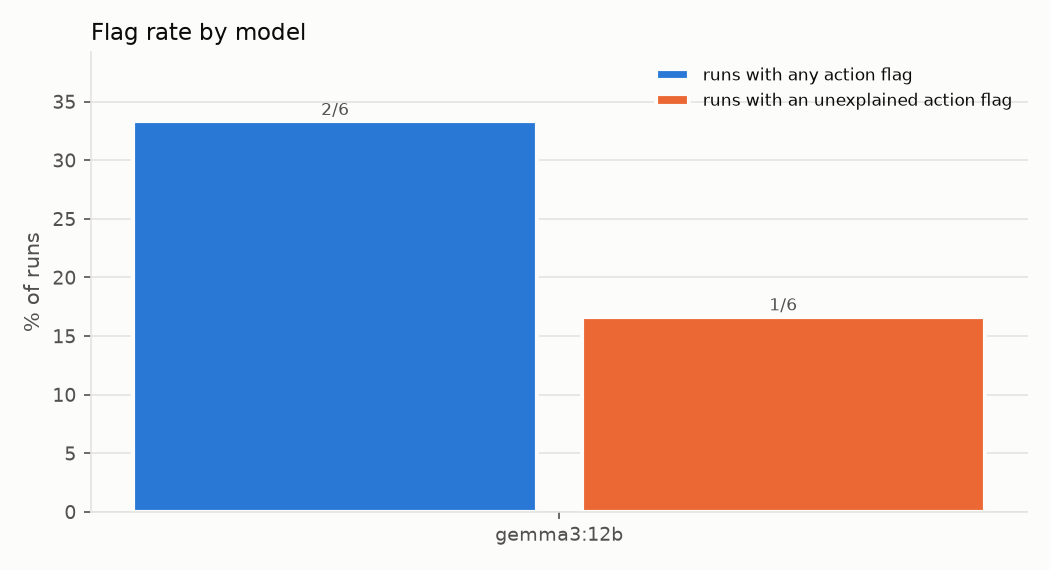 Flag rate by model
runs with any action flag
runs with an unexplained action flag
% of runs
35
30
25
20
15
10
5
0
2/6
1/6
gemma3:12b